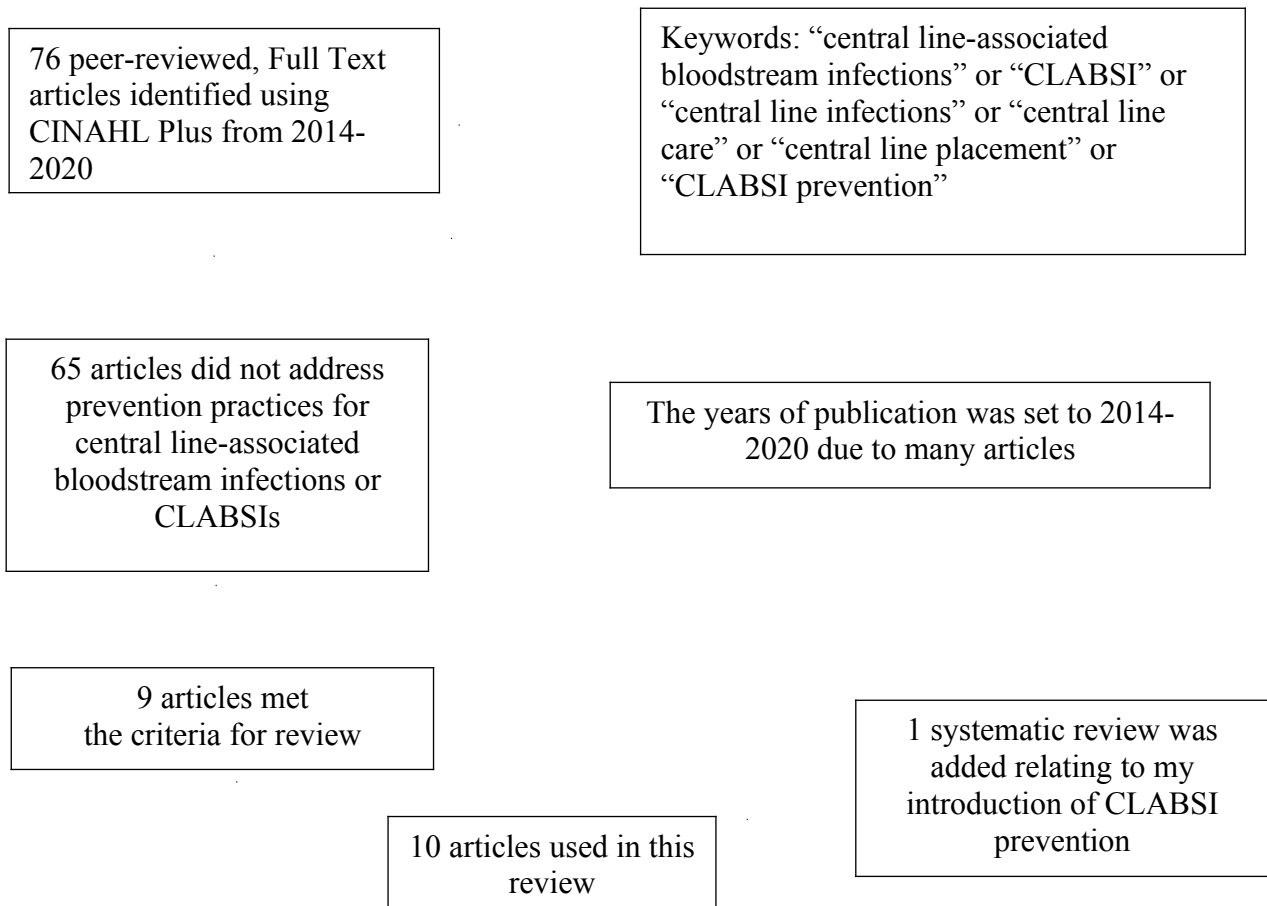 76 peer-reviewed, Full Text
articles identified using
CINAHL Plus from 2014-
2020
Keywords: “central line-associated
bloodstream infections” or “CLABSI” or
“central line infections” or “central line
care” or “central line placement” or
“CLABSI prevention”
65 articles did not address
prevention practices for
central line-associated
bloodstream infections or
CLABSIs
The years of publication was set to 2014-
2020 due to many articles
9 articles met
the criteria for review
1 systematic review was
added relating to my
introduction of CLABSI
prevention
10 articles used in this
review